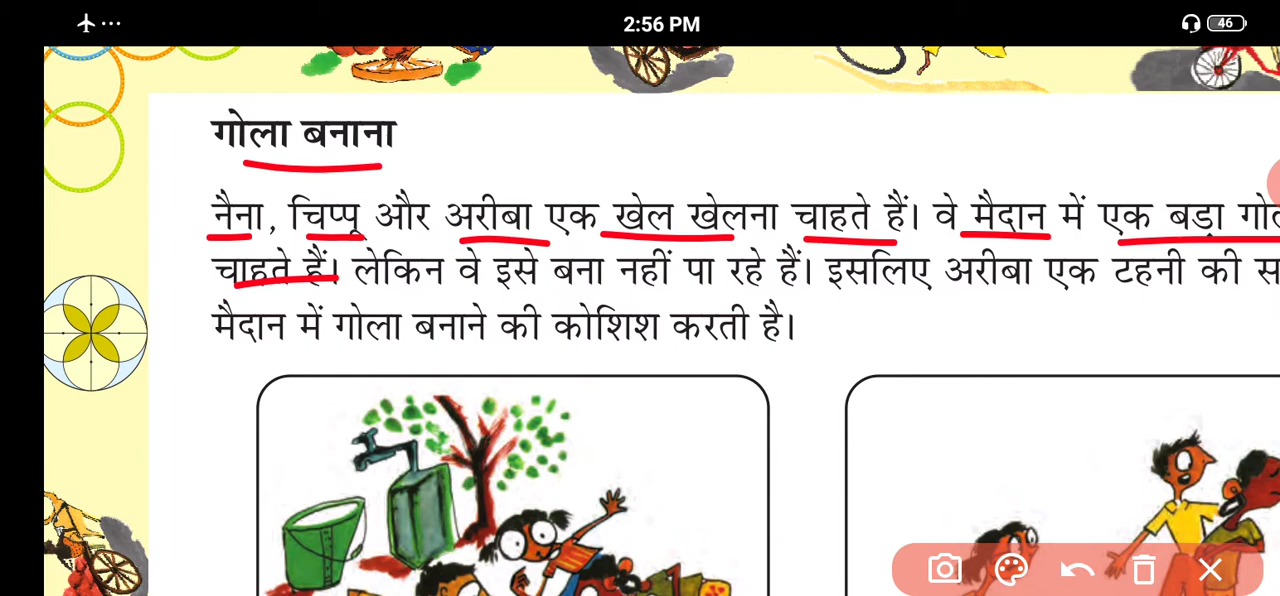 2:56 PM
46
गोला बनाना
नैना, चिप्पू और अरीबा एक खेल खेलना चाहते हैं। वे मैदान में एक बड़ा
चाहते हैं। लेकिन वे इसे बना नहीं पा रहे हैं। इसलिए अरीबा एक टहनी की
मैदान में गोला बनाने की कोशिश करती है।